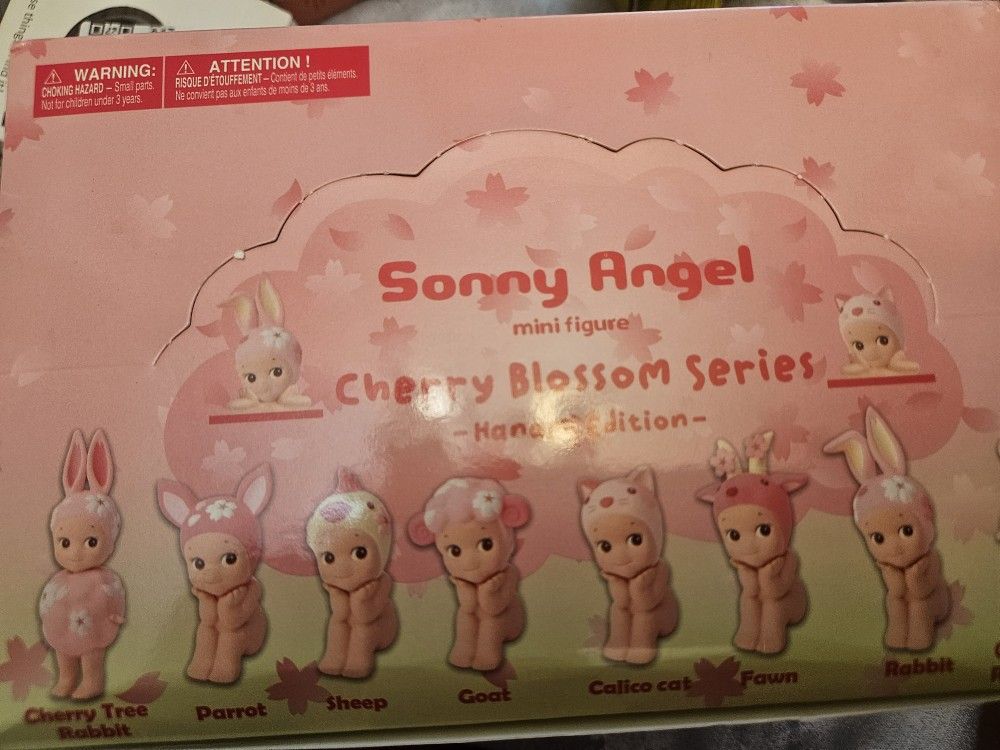 WARNING:
CHOKING HAZARD – Small parts.
Not for children under 3 years.
ATTENTION !
RISQUE D'ÉTOUFFEMENT – Contient de petits éléments.
Ne convient pas aux enfants de moins de 3 ans.
Sonny Angel
mini figure
Cherry Blossom Series
Edition-
Cherry Tree
Rabbit
Parrot
Sheep
Goat
Calico cat
Fawn
Rabbit